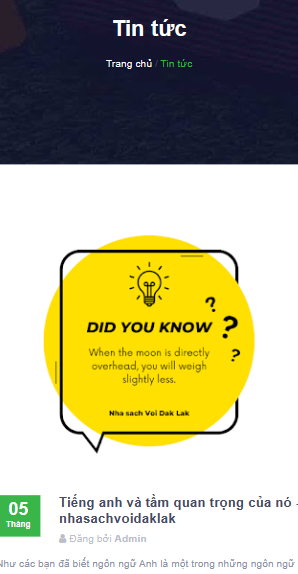 Tin tức
Trang chủ / Tin tức
DID YOU KNOW
When the moon is directly
overhead, you will weigh
slightly less.
Nha sach Voi Dak Lak
? ? ?
05
Tháng
Tiếng anh và tầm quan trọng của nó -
nhasachvoidaklak
Đăng bởi Admin
Như các bạn đã biết ngôn ngữ Anh là một trong những ngôn ngữ